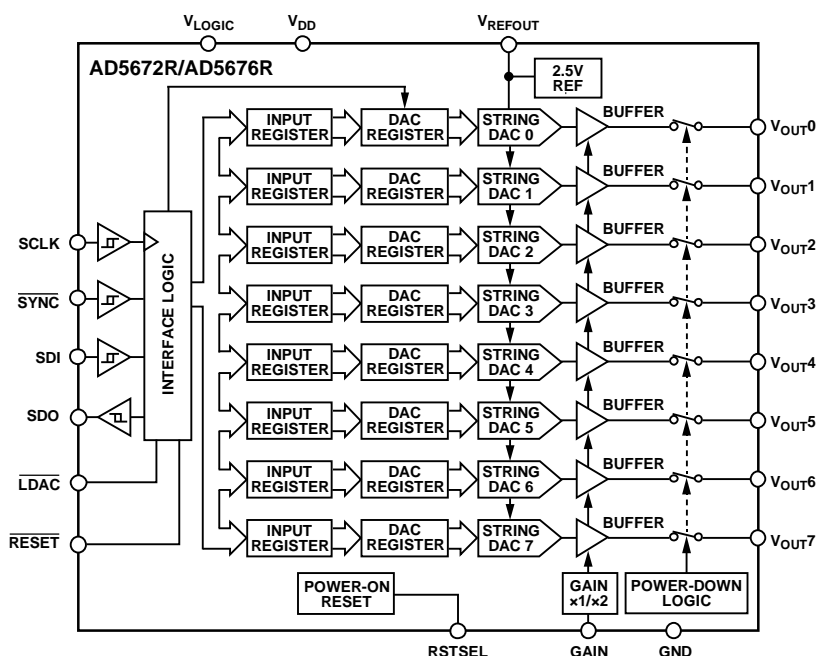 VLOGIC VDD VREFOUT
AD5672R/AD5676R
2.5V
REF
INPUT
REGISTER
DAC
REGISTER
STRING
DAC 0
BUFFER
VOUT0
INPUT
REGISTER
DAC
REGISTER
STRING
DAC 1
BUFFER
VOUT1
INPUT
REGISTER
DAC
REGISTER
STRING
DAC 2
BUFFER
VOUT2
INPUT
REGISTER
DAC
REGISTER
STRING
DAC 3
BUFFER
VOUT3
INPUT
REGISTER
DAC
REGISTER
STRING
DAC 4
BUFFER
VOUT4
INPUT
REGISTER
DAC
REGISTER
STRING
DAC 5
BUFFER
VOUT5
INPUT
REGISTER
DAC
REGISTER
STRING
DAC 6
BUFFER
VOUT6
INPUT
REGISTER
DAC
REGISTER
STRING
DAC 7
BUFFER
VOUT7
SCLK
SYNC
SDI
SDO
LDAC
RESET
INTERFACE LOGIC
POWER-ON
RESET
GAIN
×1/×2
POWER-DOWN
LOGIC
RSTSEL GAIN GND